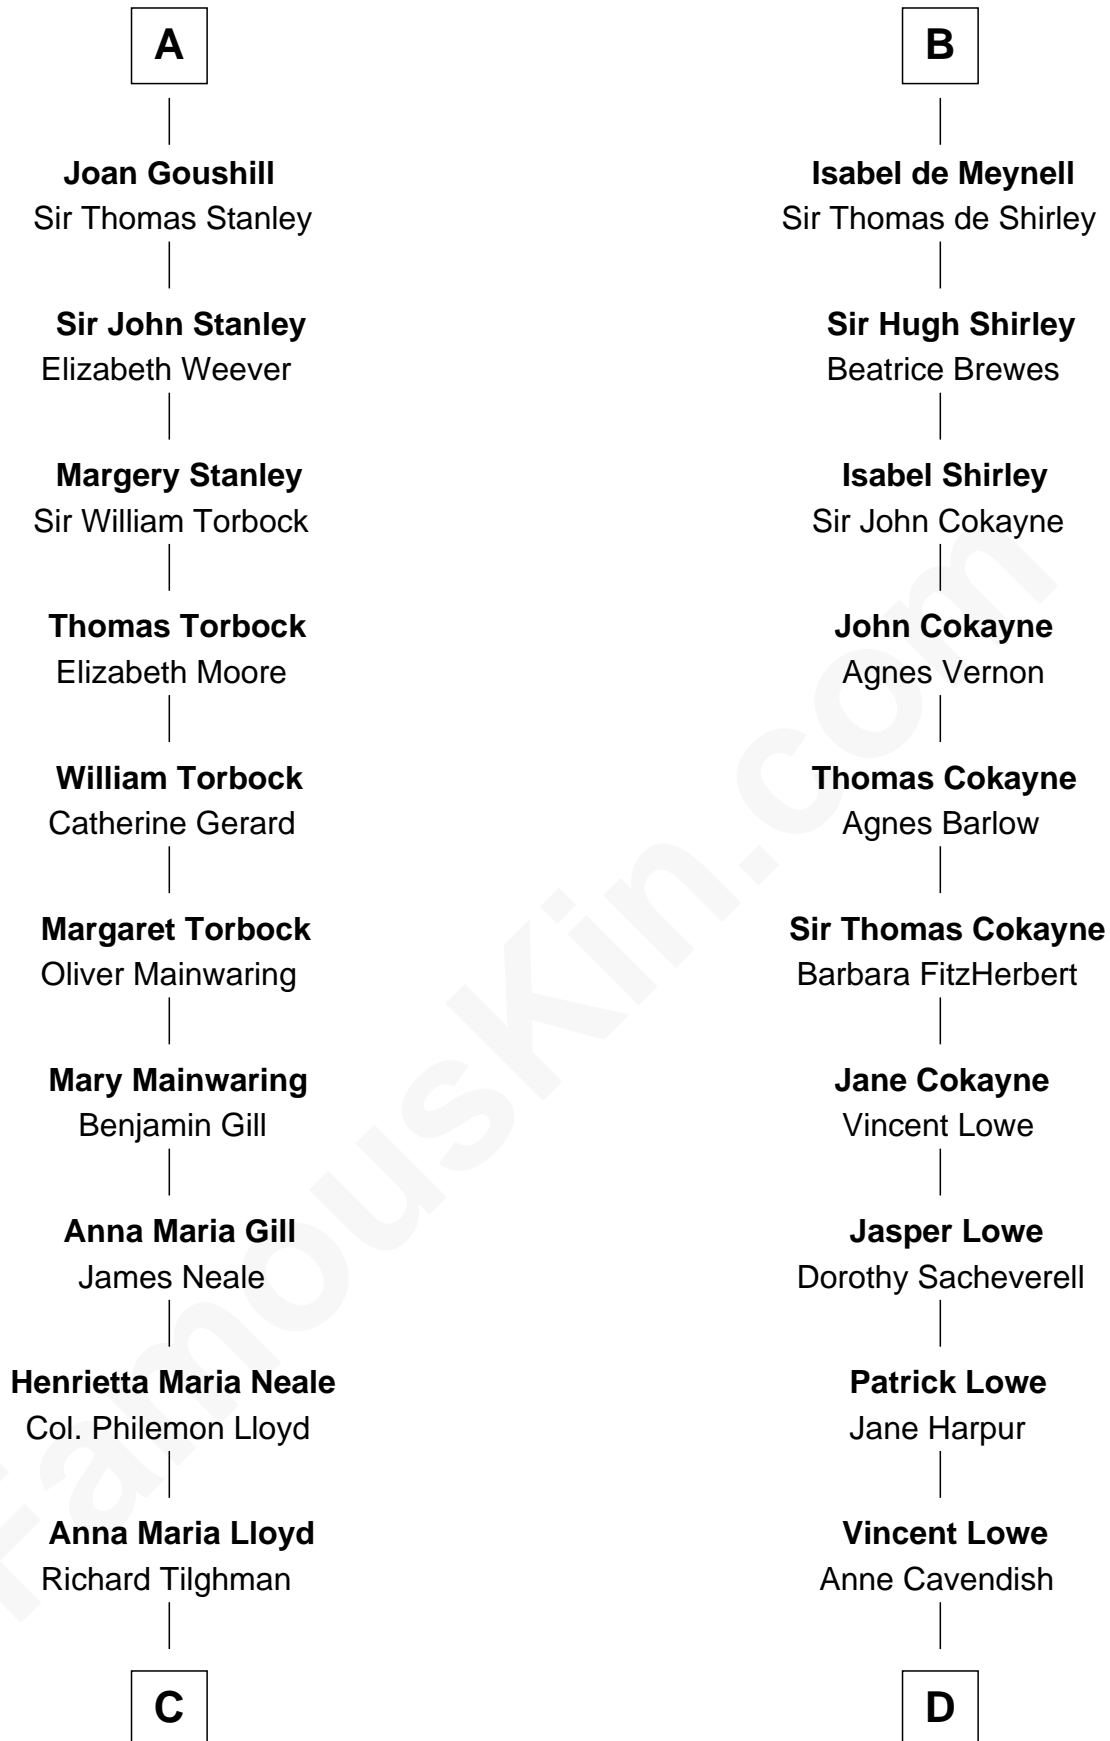 A
Joan Goushill
Sir Thomas Stanley
Sir John Stanley
Elizabeth Weever
Margery Stanley
Sir William Torbock
Thomas Torbock
Elizabeth Moore
William Torbock
Catherine Gerard
Margaret Torbock
Oliver Mainwaring
Mary Mainwaring
Benjamin Gill
Anna Maria Gill
James Neale
Henrietta Maria Neale
Col. Philemon Lloyd
Anna Maria Lloyd
Richard Tilghman
C
B
Isabel de Meynell
Sir Thomas de Shirley
Sir Hugh Shirley
Beatrice Brewes
Isabel Shirley
Sir John Cokayne
John Cokayne
Agnes Vernon
Thomas Cokayne
Agnes Barlow
Sir Thomas Cokayne
Barbara FitzHerbert
Jane Cokayne
Vincent Lowe
Jasper Lowe
Dorothy Sacheverell
Patrick Lowe
Jane Harpur
Vincent Lowe
Anne Cavendish
D
FamousKin.com